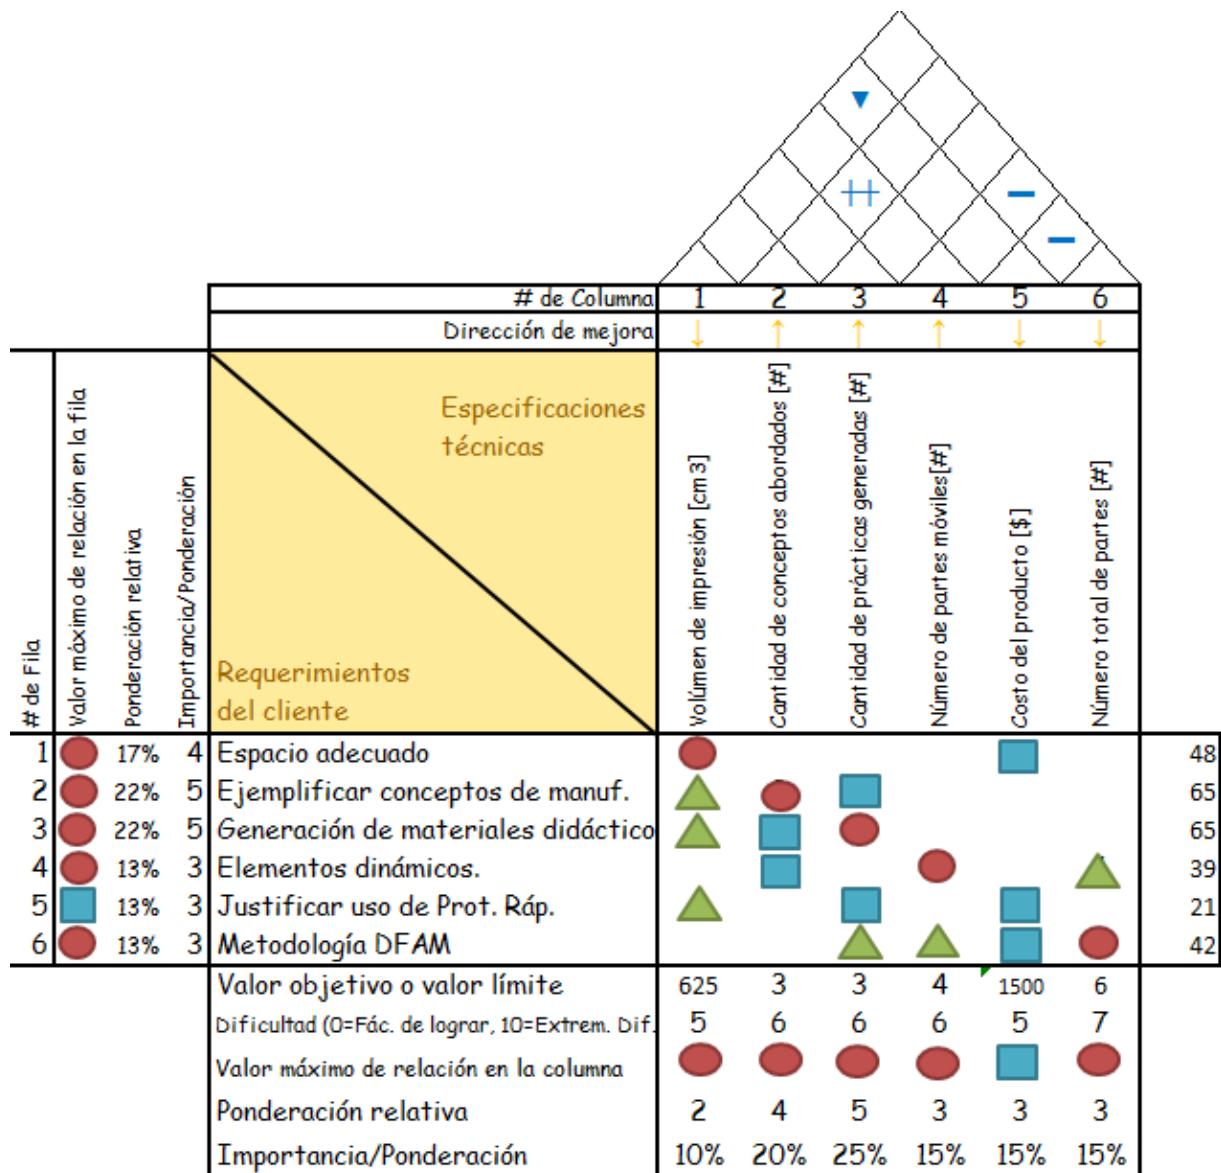 # de Columna 1 2 3 4 5 6
Dirección de mejora ↓ ↑ ↑ ↑ ↓ ↓
# de Fila
Valor máximo de relación en la fila
Ponderación relativa
Importancia/Ponderación
Especificaciones
técnicas
Requerimientos
del cliente
Volúmen de impresión [cm3]
Cantidad de conceptos abordados [#]
Cantidad de prácticas generadas [#]
Número de partes móviles[#]
Costo del producto [$]
Número total de partes [#]
1 17% 4 Espacio adecuado 48
2 22% 5 Ejemplificar conceptos de manuf. 65
3 22% 5 Generación de materiales didáctico 65
4 13% 3 Elementos dinámicos. 39
5 13% 3 Justificar uso de Prot. Ráp. 21
6 13% 3 Metodología DFAM 42
Valor objetivo o valor límite 625 3 3 4 1500 6
Dificultad (0=Fác. de lograr, 10=Extrem. Dif. 5 6 6 6 5 7
Valor máximo de relación en la columna
Ponderación relativa 2 4 5 3 3 3
Importancia/Ponderación 10% 20% 25% 15% 15% 15%